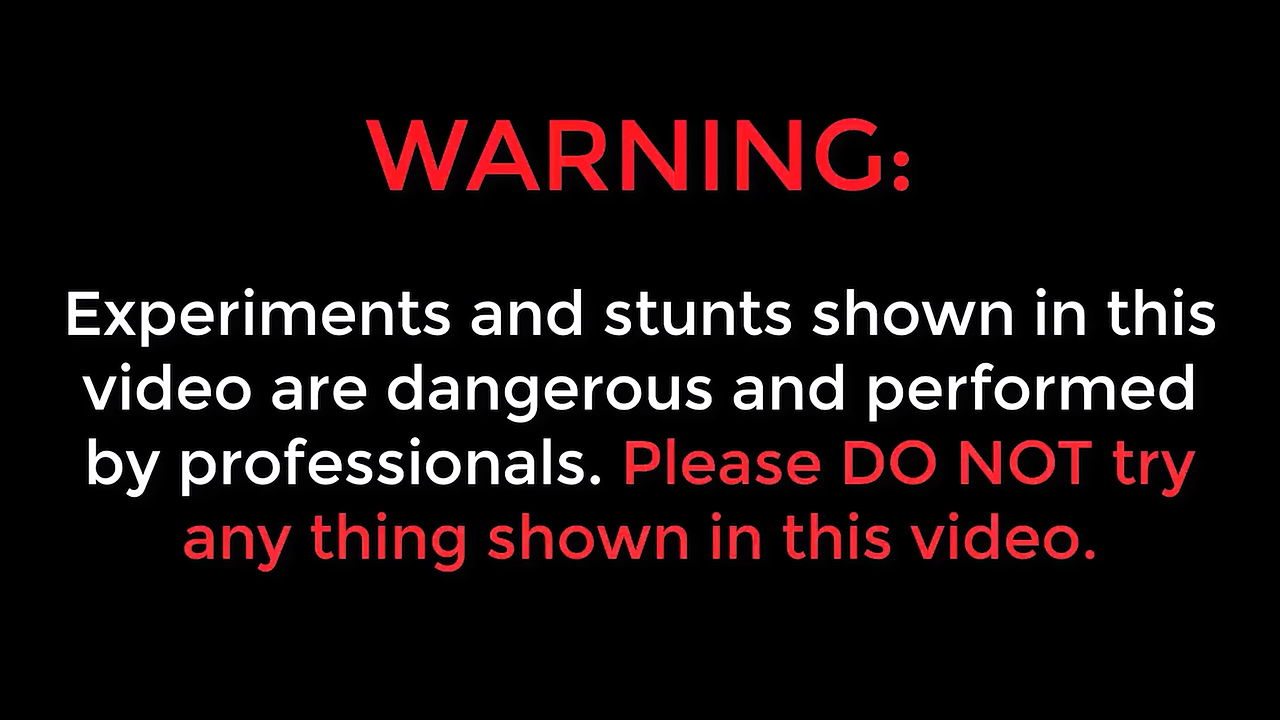 WARNING:
Experiments and stunts shown in this
video are dangerous and performed
by professionals. Please DO NOT try
any thing shown in this video.